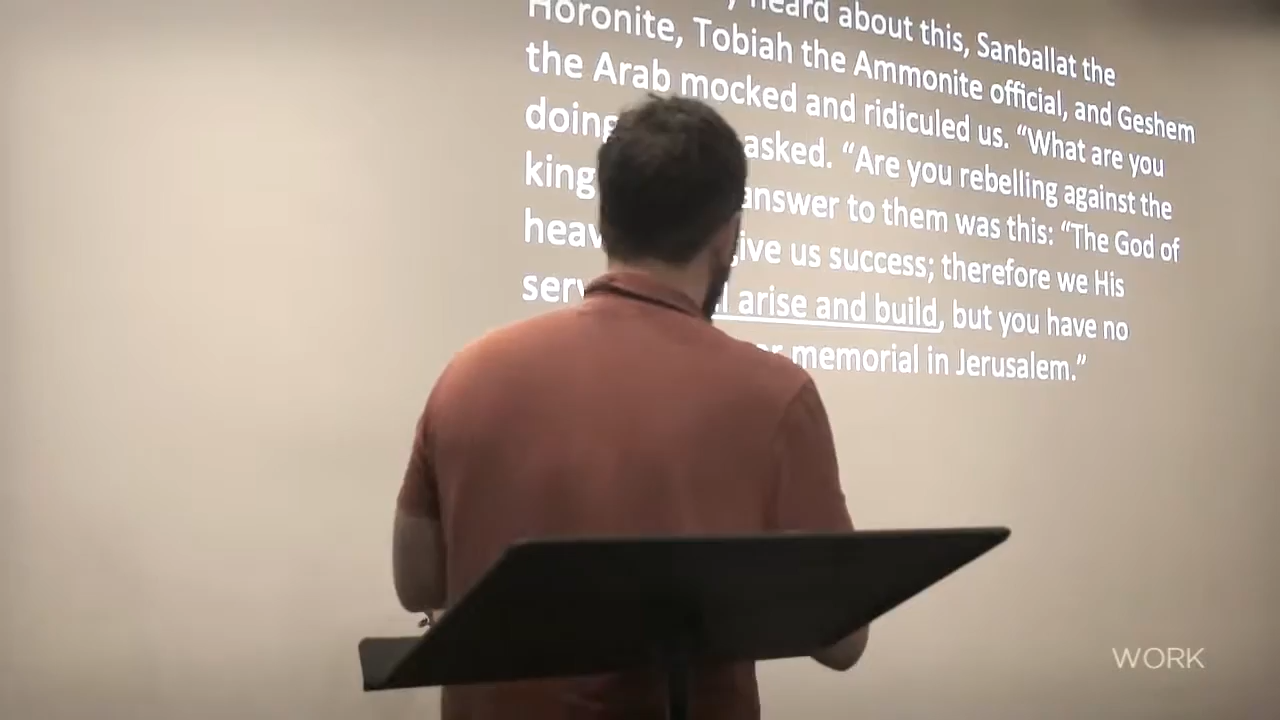 heard about this, Sanballat the
Horonite, Tobiah the Ammonite official, and Geshem
the Arab mocked and ridiculed us. “What are you
doing asked. “Are you rebelling against the
king answer to them was this: “The God of
give us success; therefore we His
arise and build, but you have no
memorial in Jerusalem.”
WORK